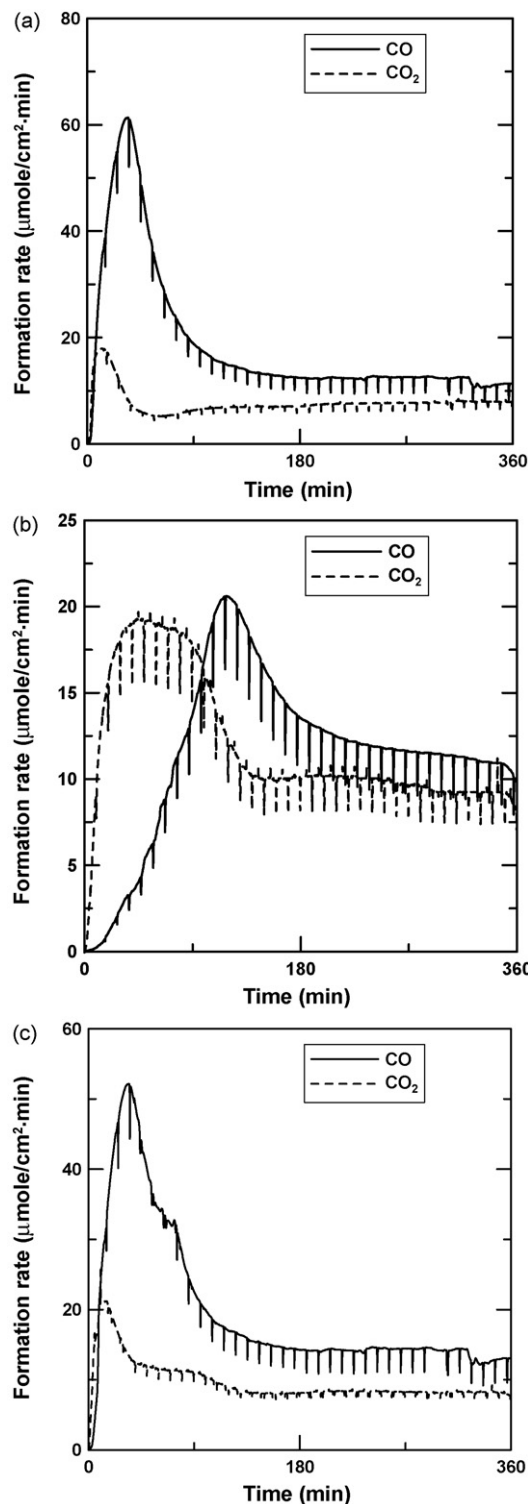 (a)
80
60
40
20
0
Formation rate (μmole/cm²·min)
CO
CO₂
0 180 360
Time (min)
(b)
25
20
15
10
5
0
Formation rate (μmole/cm²·min)
CO
CO₂
0 180 360
Time (min)
(c)
60
40
20
0
Formation rate (μmole/cm²·min)
CO
CO₂
0 180 360
Time (min)